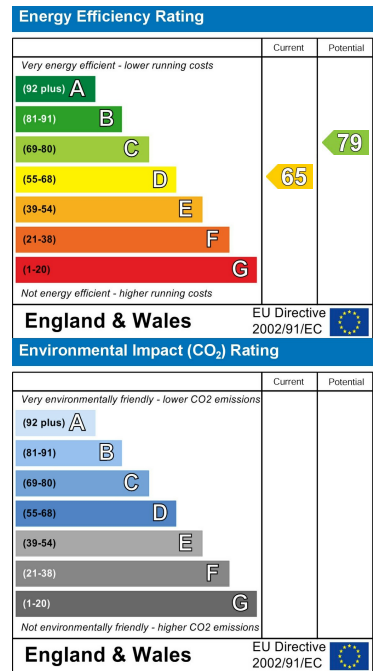 Energy Efficiency Rating
Current Potential
Very energy efficient - lower running costs
(92 plus) A
(81-91) B
(69-80) C
79
(55-68) D
65
(39-54) E
(21-38) F
(1-20) G
Not energy efficient - higher running costs
England & Wales
EU Directive
2002/91/EC
Environmental Impact (CO₂) Rating
Current Potential
Very environmentally friendly - lower CO2 emissions
(92 plus) A
(81-91) B
(69-80) C
(55-68) D
(39-54) E
(21-38) F
(1-20) G
Not environmentally friendly - higher CO2 emissions
England & Wales
EU Directive
2002/91/EC